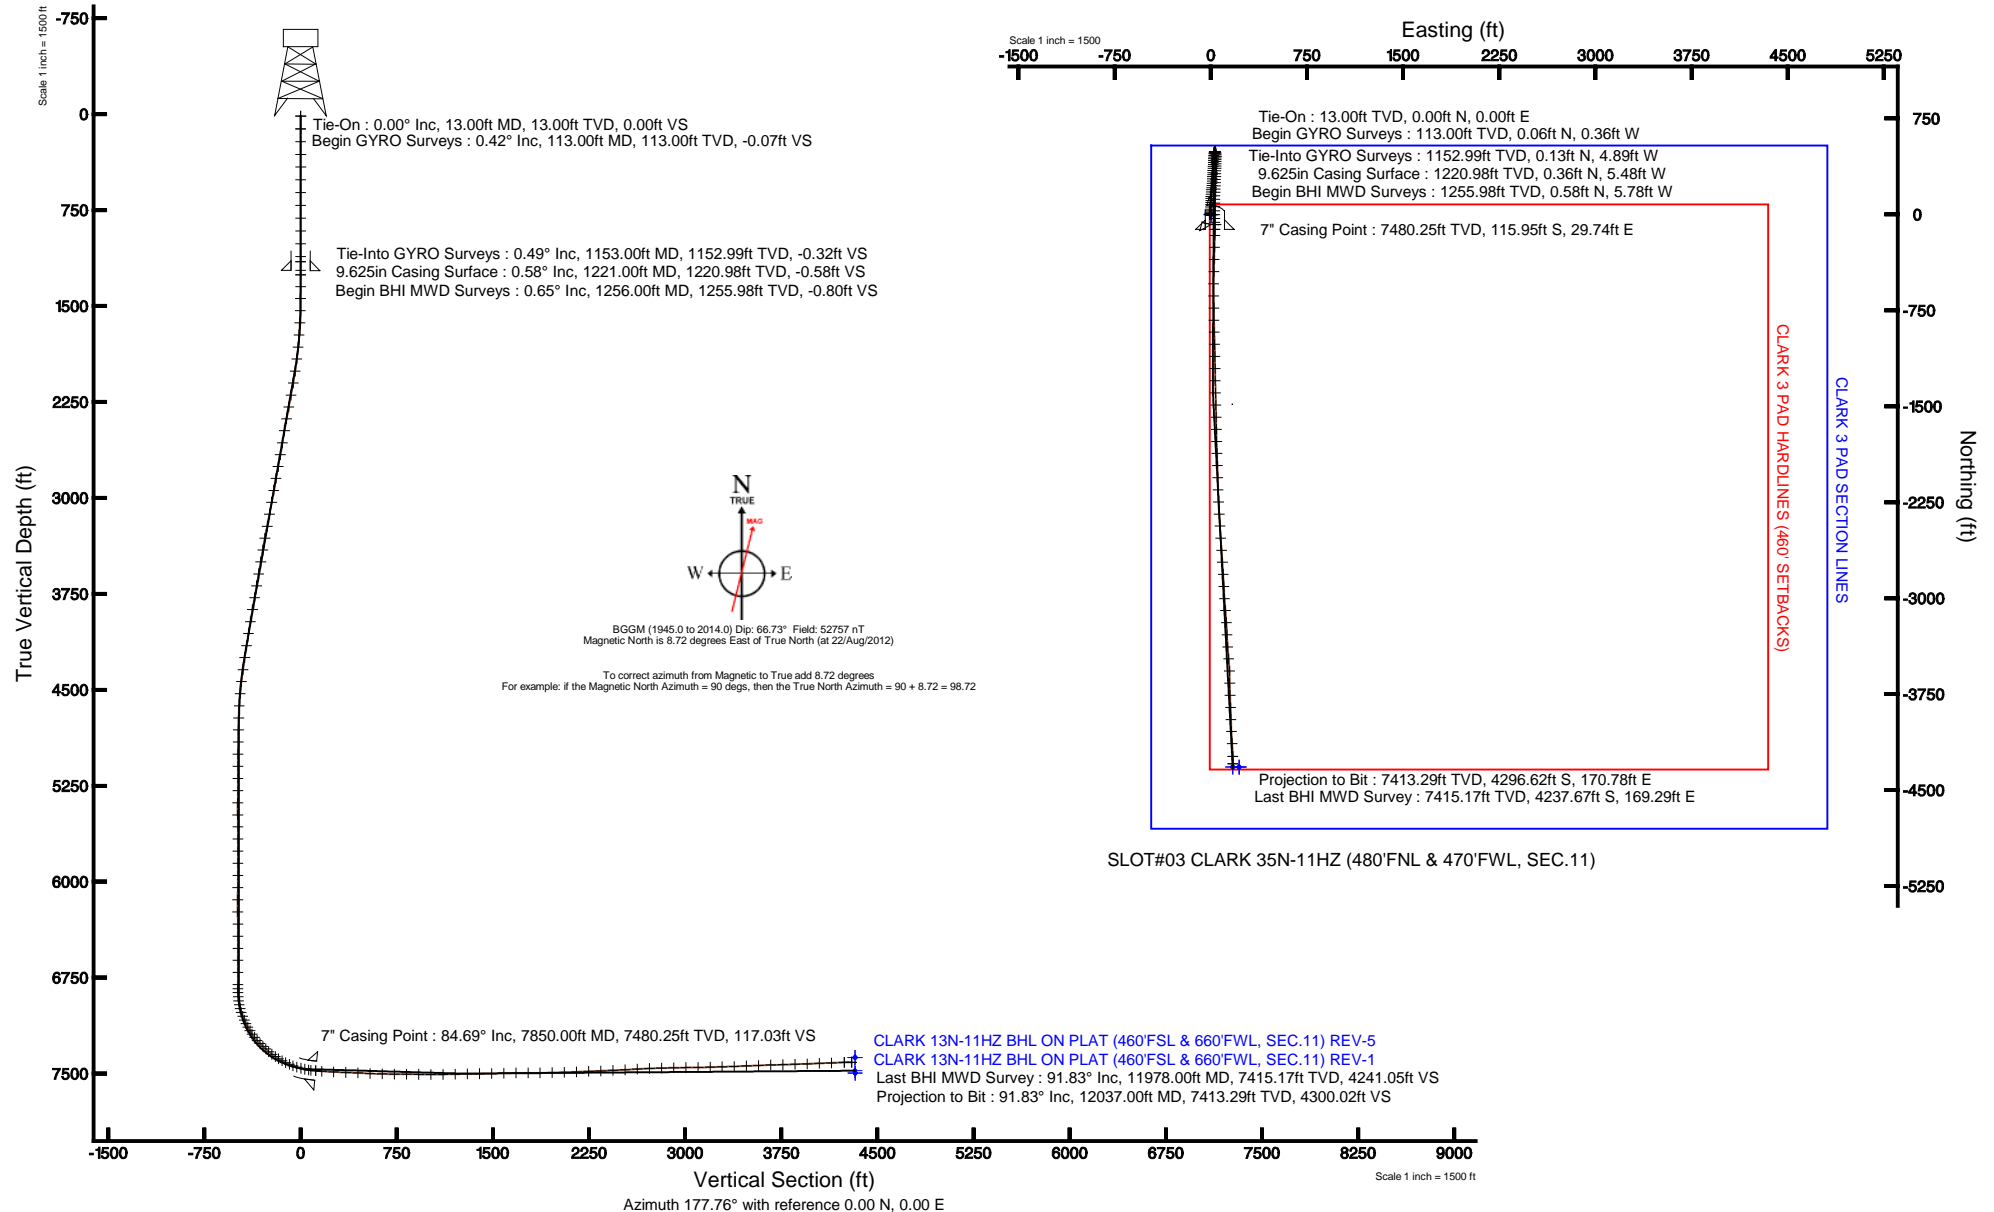 Scale 1 inch = 1500 ft
-750
0
750
1500
2250
3000
3750
4500
5250
6000
6750
7500
True Vertical Depth (ft)
Tie-On : 0.00° Inc, 13.00ft MD, 13.00ft TVD, 0.00ft VS
Begin GYRO Surveys : 0.42° Inc, 113.00ft MD, 113.00ft TVD, -0.07ft VS
Tie-Into GYRO Surveys : 0.49° Inc, 1153.00ft MD, 1152.99ft TVD, -0.32ft VS
9.625in Casing Surface : 0.58° Inc, 1221.00ft MD, 1220.98ft TVD, -0.58ft VS
Begin BHI MWD Surveys : 0.65° Inc, 1256.00ft MD, 1255.98ft TVD, -0.80ft VS
N
TRUE
MAG
W
E
BGGM (1945.0 to 2014.0) Dip: 66.73° Field: 52757 nT
Magnetic North is 8.72 degrees East of True North (at 22/Aug/2012)
To correct azimuth from Magnetic to True add 8.72 degrees
For example: if the Magnetic North Azimuth = 90 degs, then the True North Azimuth = 90 + 8.72 = 98.72
7" Casing Point : 84.69° Inc, 7850.00ft MD, 7480.25ft TVD, 117.03ft VS
CLARK 13N-11HZ BHL ON PLAT (460'FSL & 660'FWL, SEC.11) REV-5
CLARK 13N-11HZ BHL ON PLAT (460'FSL & 660'FWL, SEC.11) REV-1
Last BHI MWD Survey : 91.83° Inc, 11978.00ft MD, 7415.17ft TVD, 4241.05ft VS
Projection to Bit : 91.83° Inc, 12037.00ft MD, 7413.29ft TVD, 4300.02ft VS
-1500 -750 0 750 1500 2250 3000 3750 4500 5250 6000 6750 7500 8250 9000
Vertical Section (ft)
Scale 1 inch = 1500 ft
Azimuth 177.76° with reference 0.00 N, 0.00 E
Easting (ft)
Scale 1 inch = 1500
-1500 -750 0 750 1500 2250 3000 3750 4500 5250
Tie-On : 13.00ft TVD, 0.00ft N, 0.00ft E
Begin GYRO Surveys : 113.00ft TVD, 0.06ft N, 0.36ft W
Tie-Into GYRO Surveys : 1152.99ft TVD, 0.13ft N, 4.89ft W
9.625in Casing Surface : 1220.98ft TVD, 0.36ft N, 5.48ft W
Begin BHI MWD Surveys : 1255.98ft TVD, 0.58ft N, 5.78ft W
7" Casing Point : 7480.25ft TVD, 115.95ft S, 29.74ft E
CLARK 3 PAD HARDLINES (460' SETBACKS)
CLARK 3 PAD SECTION LINES
Projection to Bit : 7413.29ft TVD, 4296.62ft S, 170.78ft E
Last BHI MWD Survey : 7415.17ft TVD, 4237.67ft S, 169.29ft E
SLOT#03 CLARK 35N-11HZ (480'FNL & 470'FWL, SEC.11)
750
0
-750
-1500
-2250
-3000
-3750
-4500
-5250
Northing (ft)